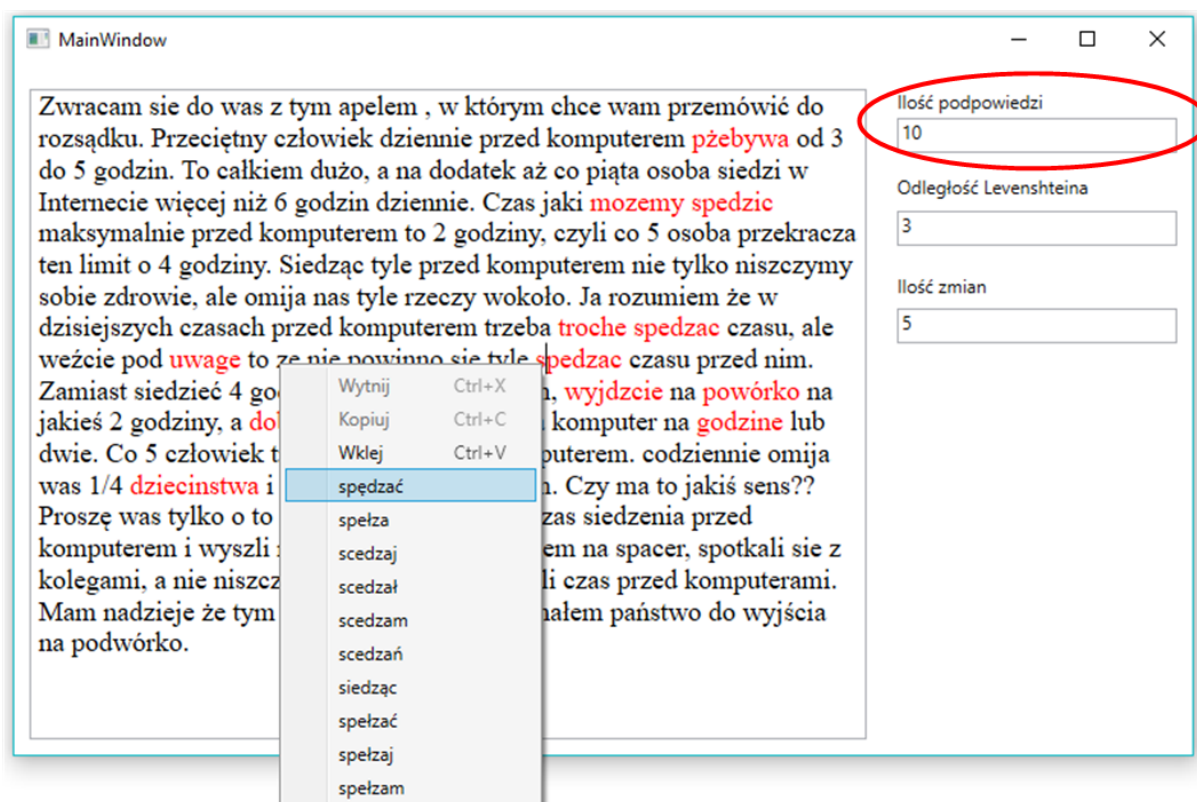 MainWindow
Zwracam sie do was z tym apelem , w którym chce wam przemówić do
rozsądku. Przeciętny człowiek dziennie przed komputerem pżebywa od 3
do 5 godzin. To całkiem dużo, a na dodatek aż co piąta osoba siedzi w
Internecie więcej niż 6 godzin dziennie. Czas jaki mozemy spedzic
maksymalnie przed komputerem to 2 godziny, czyli co 5 osoba przekracza
ten limit o 4 godziny. Siedząc tyle przed komputerem nie tylko niszczymy
sobie zdrowie, ale omija nas tyle rzeczy wokoło. Ja rozumiem że w
dzisiejszych czasach przed komputerem trzeba troche spedzac czasu, ale
weźcie pod uwage to ze nie powinno sie tyle spedzac czasu przed nim.
Zamiast siedzieć 4 wyjdzcie na powórko na
jakieś 2 godziny, a komputer na godzine lub
dwie. Co 5 człowiek codziennie omija
was 1/4 dziecinstwa i Czy ma to jakiś sens??
Proszę was tylko o to siedzenia przed
komputerem i wyszli na spacer, spotkali sie z
kolegami, a nie czas przed komputerami.
Mam nadzieje że tym państwo do wyjścia
na podwórko.
Wytnij Ctrl+X
Kopiuj Ctrl+C
Wklej Ctrl+V
spędzać
spełza
scedzaj
scedzał
scedzam
scedzań
siedząc
spełzać
spełzaj
spełzam
Ilość podpowiedzi
10
Odległość Levenshteina
3
Ilość zmian
5